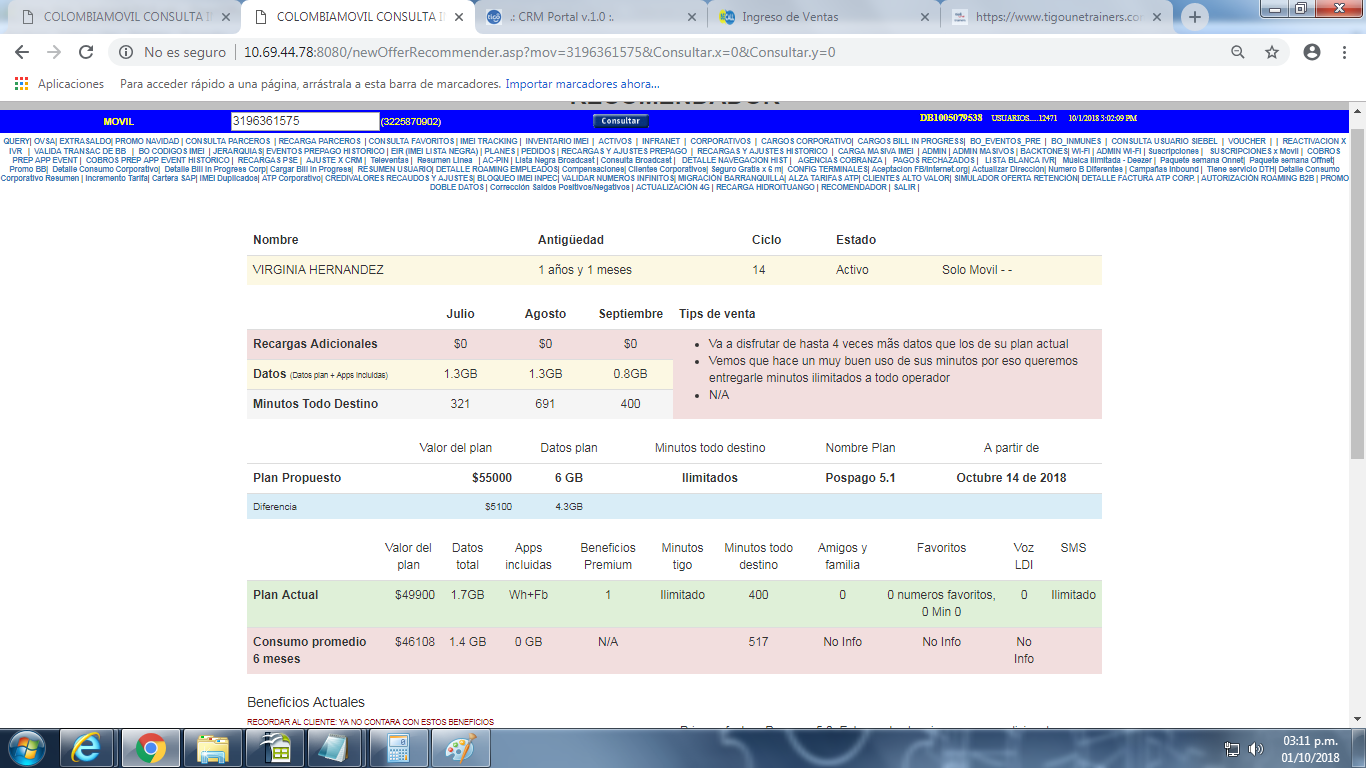 COLOMBIAMOVIL CONSULTA I
COLOMBIAMOVIL CONSULTA I
.: CRM Portal v.1.0 :.
Ingreso de Ventas
https://www.tigounetrainers.co
No es seguro | 10.69.44.78:8080/newOfferRecommender.asp?mov=3196361575&Consultar.x=0&Consultar.y=0
Aplicaciones Para acceder rápido a una página, arrástrala a esta barra de marcadores. Importar marcadores ahora...
RECOMENDADOR
MOVIL 3196361575 (3225870902) Consultar DB1005079538 USUARIOS.....12471 10/1/2018 3:02:09 PM
QUERY| OVSA| EXTRASALDO| PROMO NAVIDAD | CONSULTA PARCEROS | RECARGA PARCEROS | CONSULTA FAVORITOS | IMEI TRACKING | INVENTARIO IMEI | ACTIVOS | INFRANET | CORPORATIVOS | CARGOS CORPORATIVO| CARGOS BILL IN PROGRESS| BO_EVENTOS_PRE | BO_INMUNES | CONSULTA USUARIO SIEBEL | VOUCHER | | REACTIVACION X
IVR | VALIDA TRANSAC DE BB | BO CODIGOS IMEI | JERARQUIAS| EVENTOS PREPAGO HISTORICO | EIR (IMEI LISTA NEGRA) | PLANES | PEDIDOS | RECARGAS Y AJUSTES PREPAGO | RECARGAS Y AJUSTES HISTORICO | CARGA MASIVA IMEI | ADMIN | ADMIN MASIVOS | BACKTONES| WI-FI | ADMIN WI-FI | Suscripciones | SUSCRIPCIONES x Movil | COBROS
PREP APP EVENT | COBROS PREP APP EVENT HISTORICO | RECARGAS PSE | AJUSTE X CRM | Televentas | Resumen Linea | AC-PIN | Lista Negra Broadcast | Consulta Broadcast | DETALLE NAVEGACION HIST | AGENCIAS COBRANZA | PAGOS RECHAZADOS | LISTA BLANCA IVR| Música Ilimitada - Deezer | Paquete semana Onnet| Paquete semana Offnet|
Promo BB| Detalle Consumo Corporativo| Detalle Bill In Progress Corp| Cargar Bill In Progress| RESUMEN USUARIO| DETALLE ROAMING EMPLEADOS| Compensaciones| Clientes Corporativos| Seguro Gratis x 6 m| CONFIG TERMINALES| Aceptacion FB/Internet.org| Actualizar Dirección| Numero B Diferentes | Campañas Inbound | Tiene servicio DTH| Detalle Consumo
Corporativo Resumen | Incremento Tarifa| Cartera SAP| IMEI Duplicados| ATP Corporativo| CREDIVALORES RECAUDOS Y AJUSTES| BLOQUEO IMEI INPEC| VALIDAR NUMEROS INFINITOS| MIGRACIÓN BARRANQUILLA| ALZA TARIFAS ATP| CLIENTES ALTO VALOR| SIMULADOR OFERTA RETENCIÓN| DETALLE FACTURA ATP CORP. | AUTORIZACIÓN ROAMING B2B | PROMO
DOBLE DATOS | Corrección Saldos Positivos/Negativos | ACTUALIZACIÓN 4G | RECARGA HIDROITUANGO | RECOMENDADOR | SALIR |
Nombre Antigüedad Ciclo Estado
VIRGINIA HERNANDEZ 1 años y 1 meses 14 Activo Solo Movil - -
Julio Agosto Septiembre Tips de venta
Recargas Adicionales $0 $0 $0
Datos (Datos plan + Apps incluidas) 1.3GB 1.3GB 0.8GB
Minutos Todo Destino 321 691 400
• Va a disfrutar de hasta 4 veces mãs datos que los de su plan actual
• Vemos que hace un muy buen uso de sus minutos por eso queremos
entregarle minutos ilimitados a todo operador
• N/A
Valor del plan Datos plan Minutos todo destino Nombre Plan A partir de
Plan Propuesto $55000 6 GB Ilimitados Pospago 5.1 Octubre 14 de 2018
Diferencia $5100 4.3GB
Valor del plan Datos total Apps incluidas Beneficios Premium Minutos tigo Minutos todo destino Amigos y familia Favoritos Voz LDI SMS
Plan Actual $49900 1.7GB Wh+Fb 1 Ilimitado 400 0 0 numeros favoritos, 0 Min 0 0 Ilimitado
Consumo promedio 6 meses $46108 1.4 GB 0 GB N/A 517 No Info No Info No Info
Beneficios Actuales
RECORDAR AL CLIENTE: YA NO CONTARA CON ESTOS BENEFICIOS
03:11 p.m.
01/10/2018